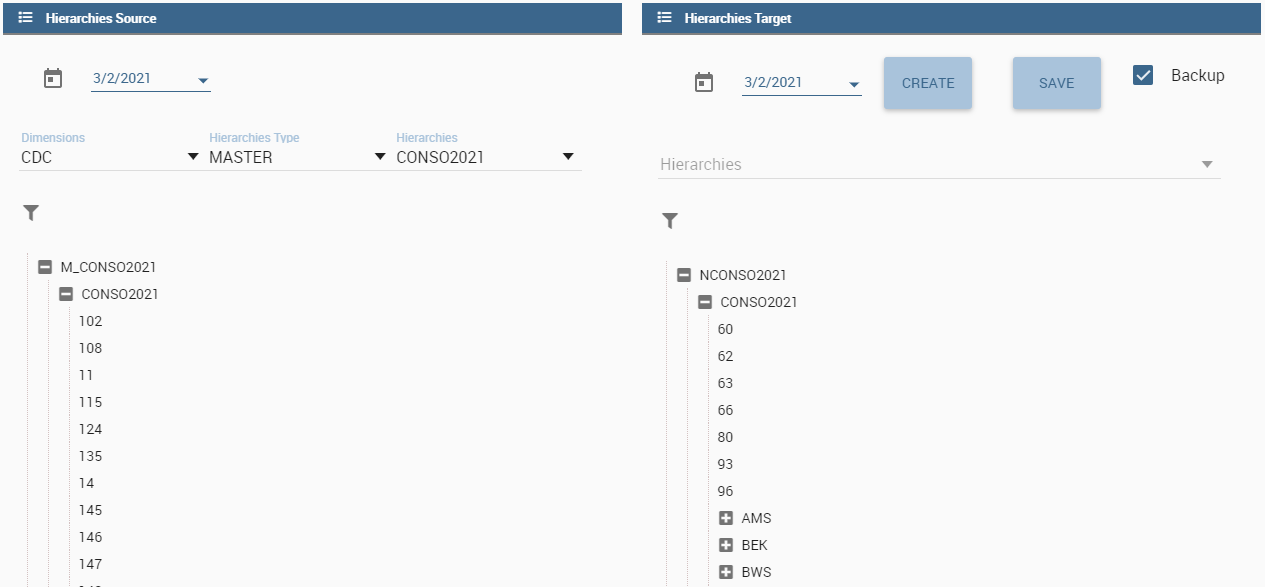 Hierarchies Source
3/2/2021
Dimensions
Hierarchies Type
Hierarchies
CDC
MASTER
CONSO2021
M_CONSO2021
CONSO2021
102
108
11
115
124
135
14
145
146
147
Hierarchies Target
3/2/2021
CREATE
SAVE
Backup
Hierarchies
NCONSO2021
CONSO2021
60
62
63
66
80
93
96
AMS
BEK
BWS